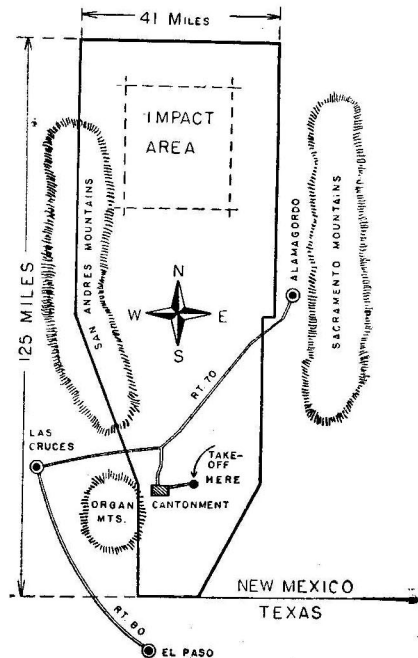 41 MILES
IMPACT
AREA
125 MILES
SAN ANDRES MOUNTAINS
SACRAMENTO MOUNTAINS
ALAMAGORDO
N
W E
S
RT. 70
LAS
CRUCES
TAKE-
OFF
HERE
ORGAN
MTS.
CANTONMENT
NEW MEXICO
TEXAS
RT. 80
EL PASO